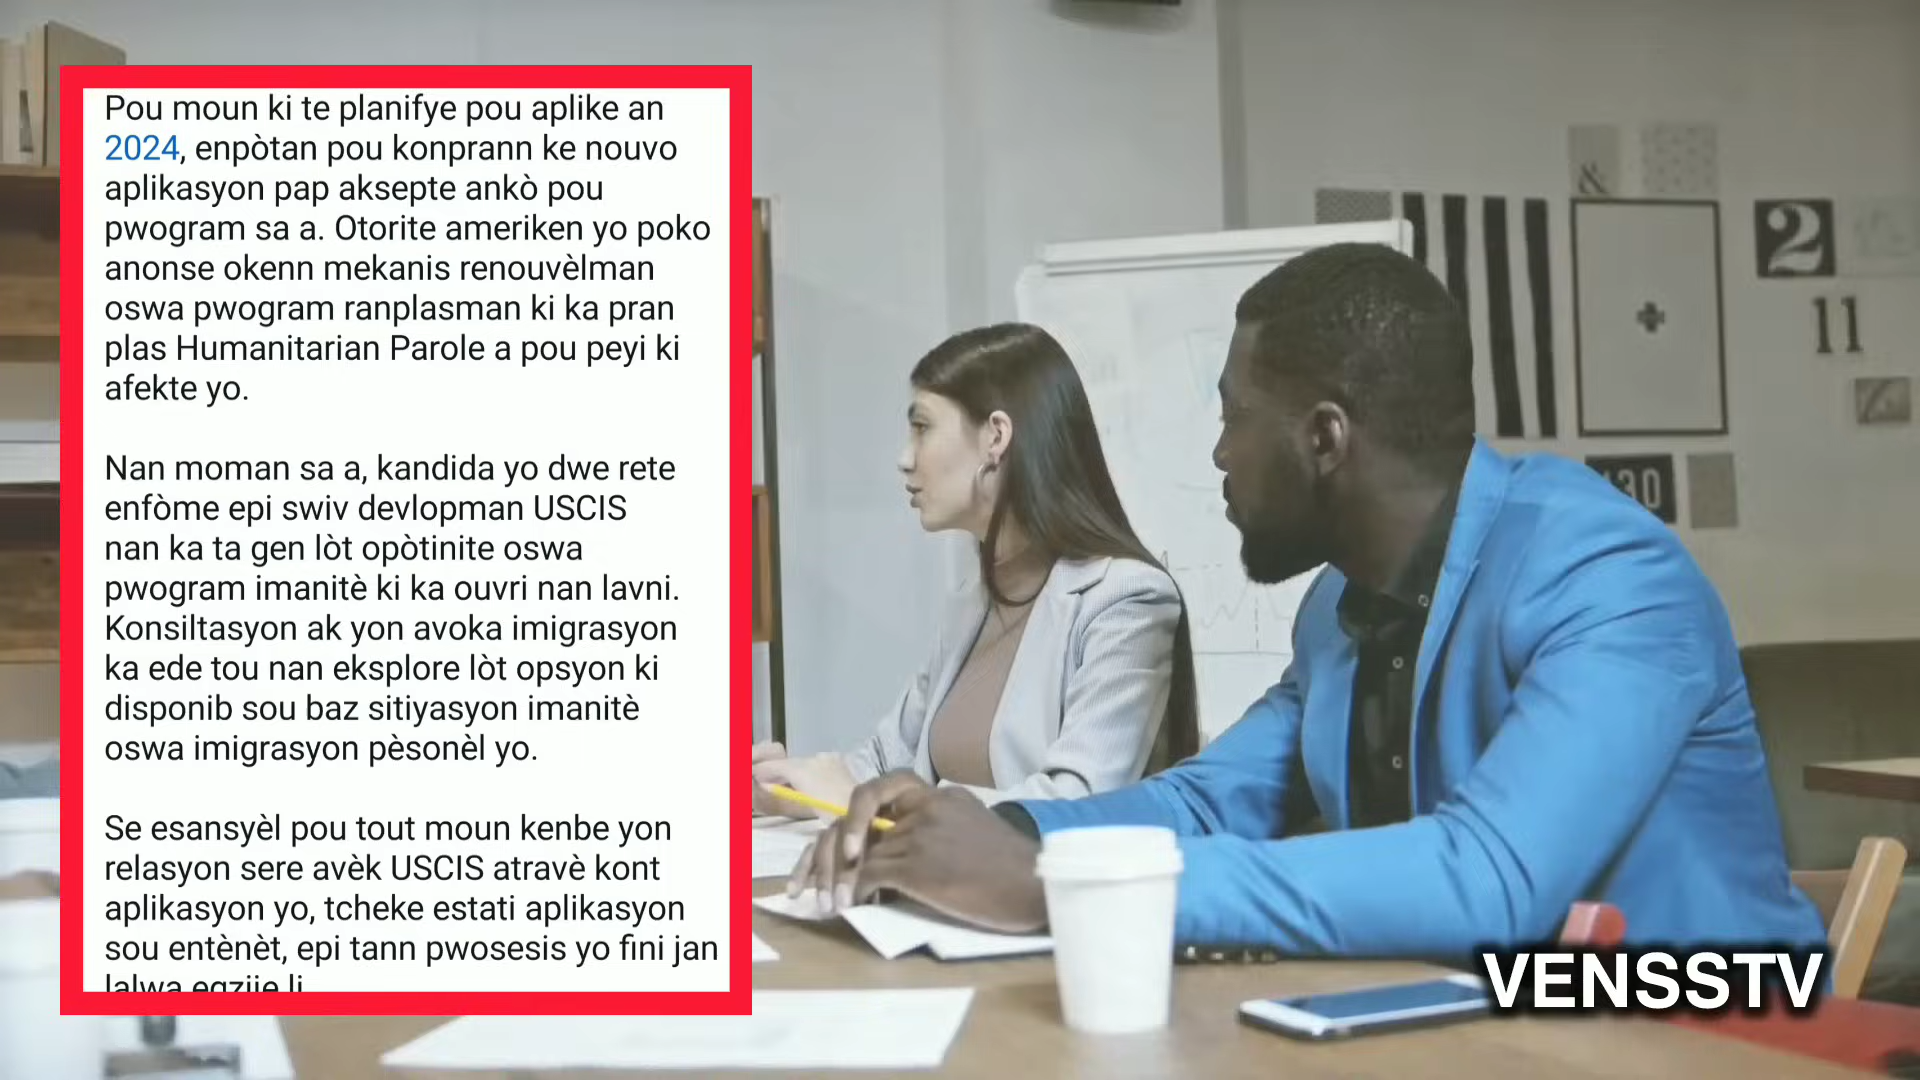 Pou moun ki te planifye pou aplike an
2024, enpòtan pou konprann ke nouvo
aplikasyon pap aksepte ankò pou
pwogram sa a. Otorite ameriken yo poko
anonse okenn mekanis renouvèlman
oswa pwogram ranplasman ki ka pran
plas Humanitarian Parole a pou peyi ki
afekte yo.
Nan moman sa a, kandida yo dwe rete
enfòme epi swiv devlopman USCIS
nan ka ta gen lòt opòtinite oswa
pwogram imanitè ki ka ouvri nan lavni.
Konsiltasyon ak yon avoka imigrasyon
ka ede tou nan eksplore lòt opsyon ki
disponib sou baz sitiyasyon imanitè
oswa imigrasyon pèsonèl yo.
Se esansyèl pou tout moun kenbe yon
relasyon sere avèk USCIS atravè kont
aplikasyon yo, tcheke estati aplikasyon
sou entènèt, epi tann pwosesis yo fini jan
lalwa egzije li
&
2
11
130
VENSSTV